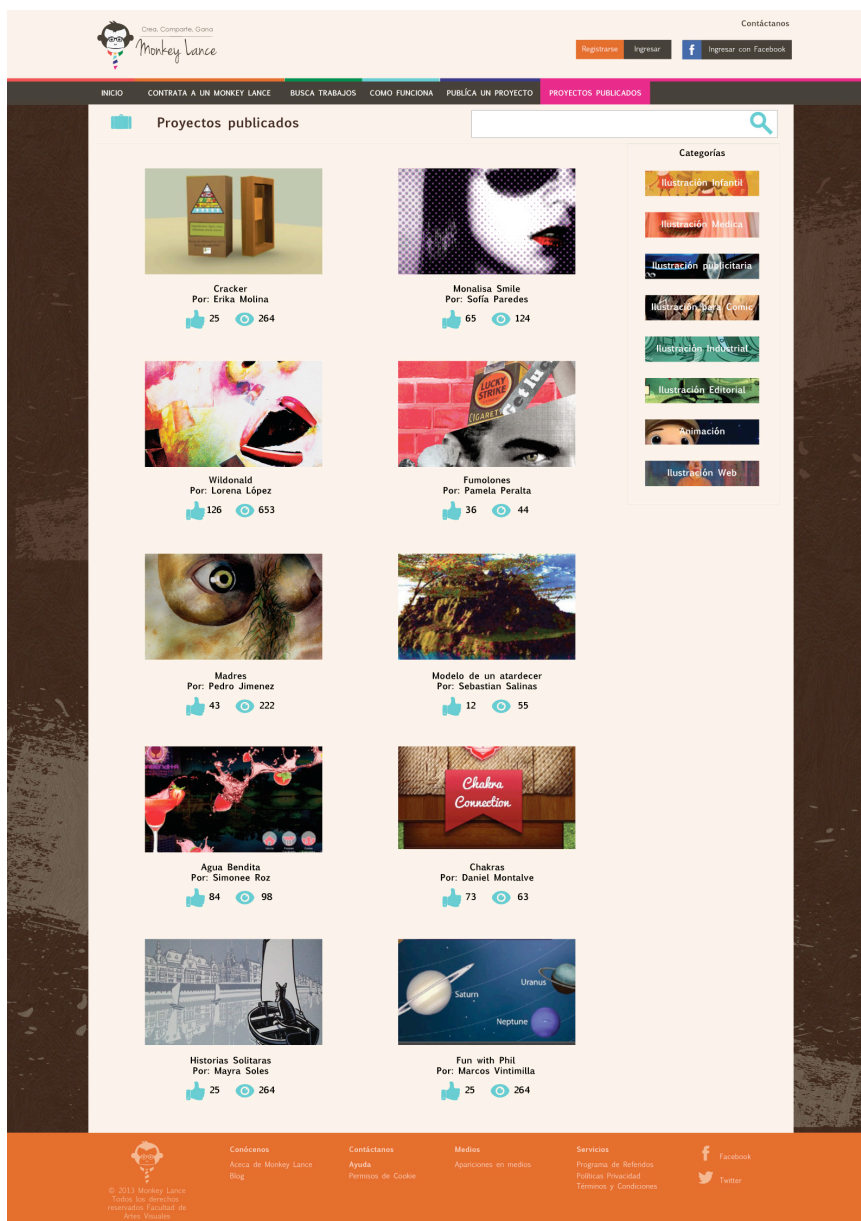 Contáctanos
Crea, Comparte, Gana
Monkey Lance
Registrarse Ingresar
f Ingresar con Facebook
INICIO CONTRATA A UN MONKEY LANCE BUSCA TRABAJOS COMO FUNCIONA PUBLÍCA UN PROYECTO PROYECTOS PUBLICADOS
Proyectos publicados
Cracker
Por: Erika Molina
25 264
Monalisa Smile
Por: Sofía Paredes
65 124
LUCKY
STRIKE
CIGARETT
Wildonald
Por: Lorena López
126 653
Fumolones
Por: Pamela Peralta
36 44
Madres
Por: Pedro Jimenez
43 222
Modelo de un atardecer
Por: Sebastian Salinas
12 55
Chakra
Connection
Agua Bendita
Por: Simonee Roz
84 98
Chakras
Por: Daniel Montalve
73 63
Saturn
Uranus
Neptune
Historias Solitaras
Por: Mayra Soles
25 264
Fun with Phil
Por: Marcos Vintimilla
25 264
Categorías
Ilustración Infantil
Ilustración Medica
Ilustración publicitaria
Ilustración para Comic
Ilustración Industrial
Ilustración Editorial
Animación
Ilustración Web
© 2013 Monkey Lance
Todos los derechos
reservados Facultad de
Artes Visuales
Conócenos
Aceca de Monkey Lance
Blog
Contáctanos
Ayuda
Permisos de Cookie
Medios
Apariciones en medios
Servicios
Programa de Referidos
Políticas Privacidad
Términos y Condiciones
f Facebook
Twitter